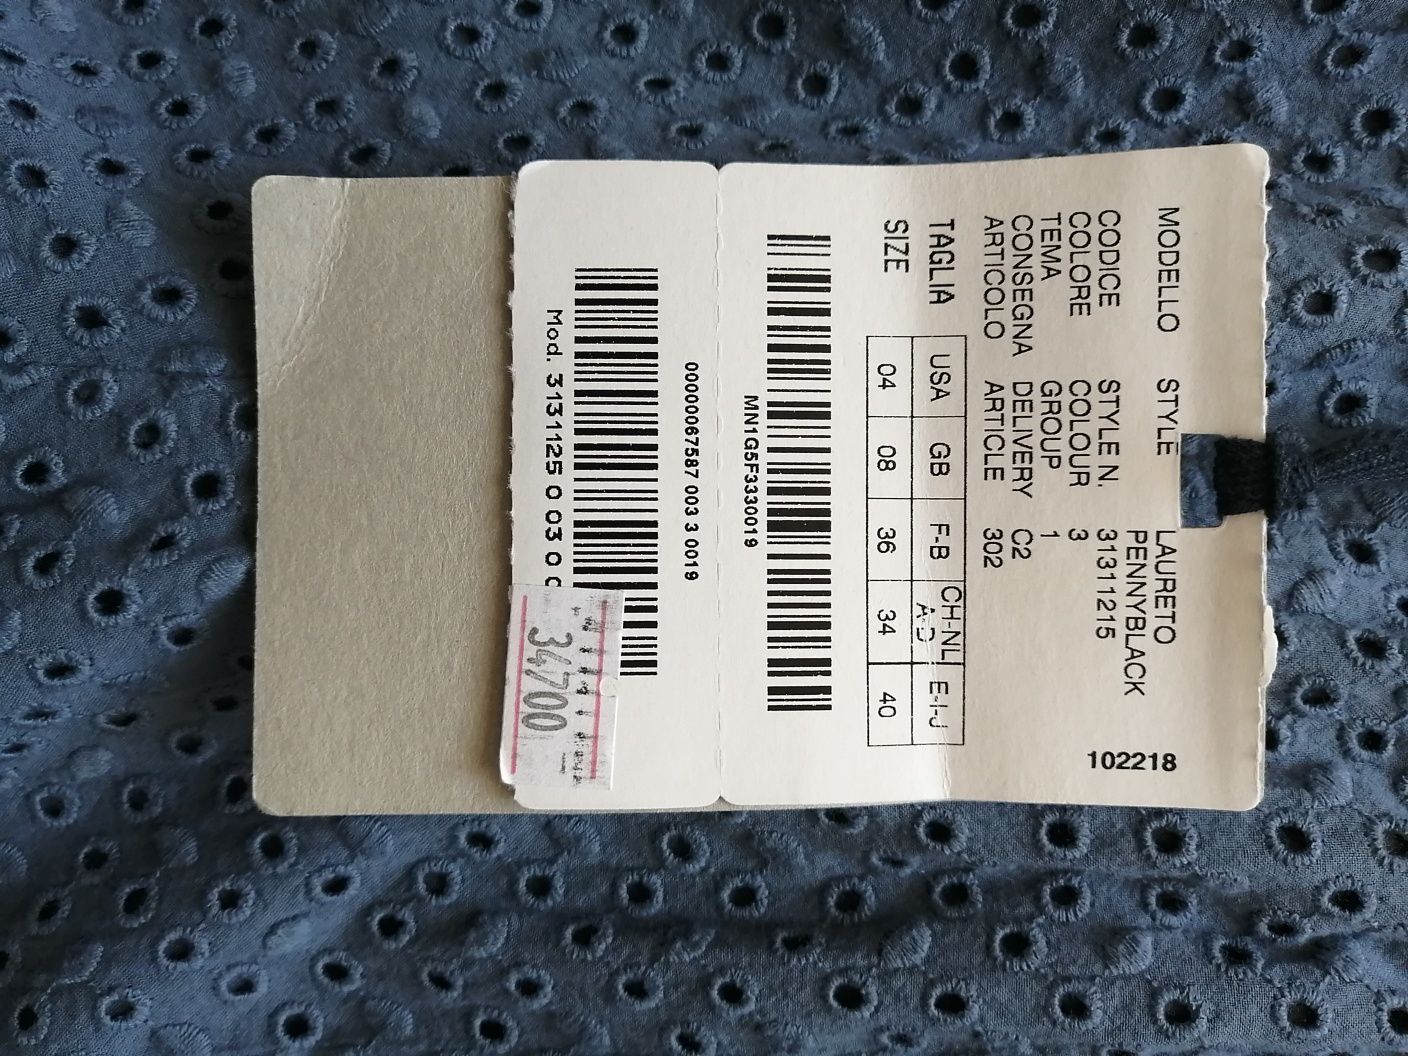 MODELLO STYLE LAURETO
PENNYBLACK
CODICE STYLE N. 31311215
COLORE COLOUR 3
TEMA GROUP 1
CONSEGNA DELIVERY C2
ARTICOLO ARTICLE 302
102218
TAGLIA USA GB F-B CH-NL A-D E-I-J
SIZE 04 08 36 34 40
MN1G5F3330019
0000067587 003 3 0019
Mod. 3131125 0 03 0
34700